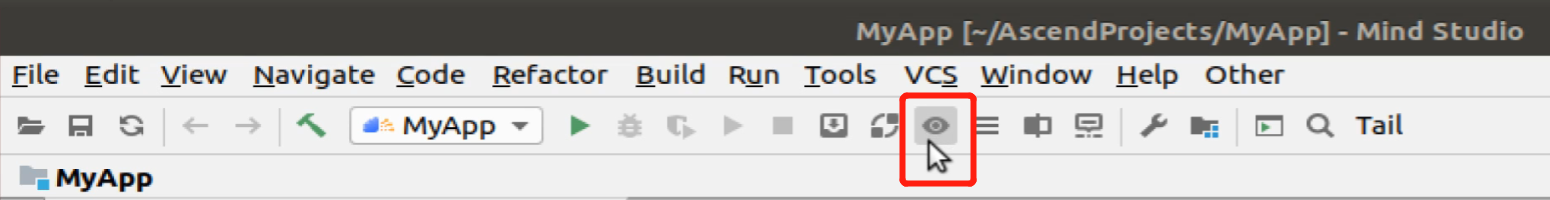 MyApp [~/AscendProjects/MyApp] - Mind Studio
File Edit View Navigate Code Refactor Build Run Tools VCS Window Help Other
MyApp Tail
MyApp